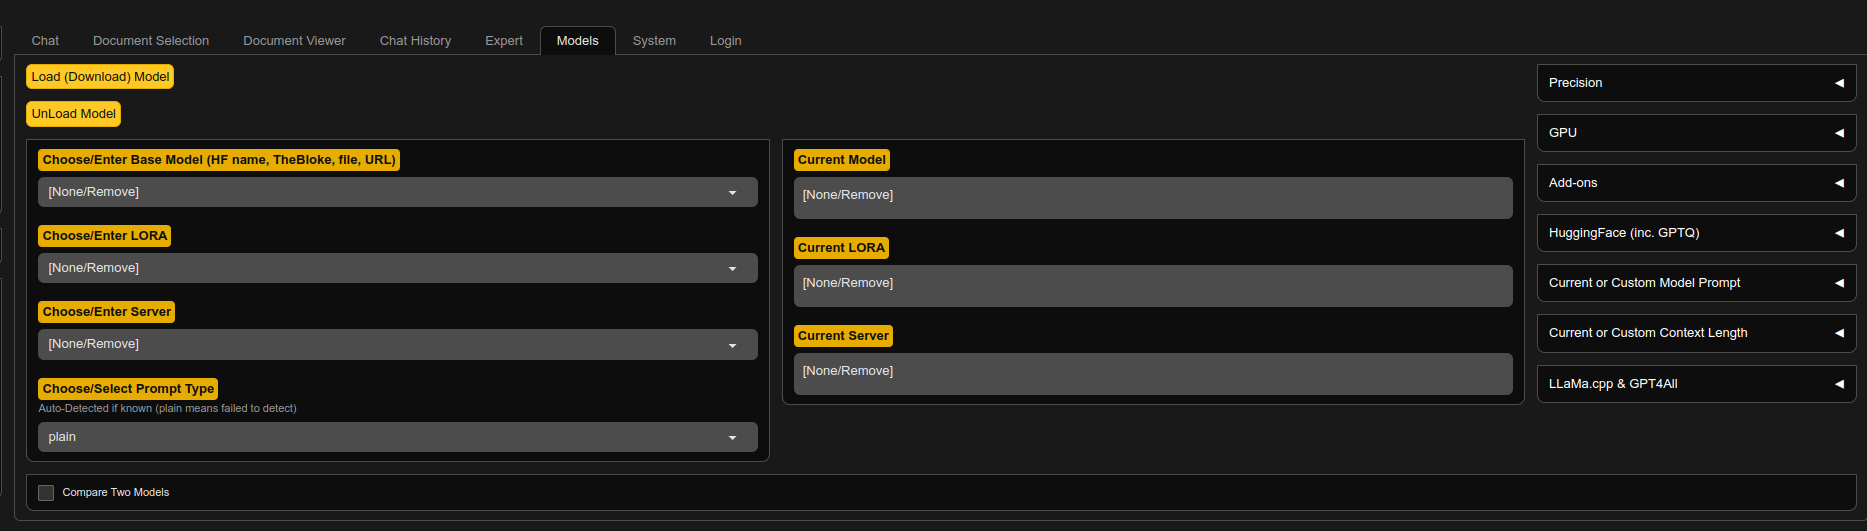 Chat Document Selection Document Viewer Chat History Expert Models System Login
Load (Download) Model
UnLoad Model
Choose/Enter Base Model (HF name, TheBloke, file, URL)
[None/Remove]
Choose/Enter LORA
[None/Remove]
Choose/Enter Server
[None/Remove]
Choose/Select Prompt Type
Auto-Detected if known (plain means failed to detect)
plain
Current Model
[None/Remove]
Current LORA
[None/Remove]
Current Server
[None/Remove]
Precision
GPU
Add-ons
HuggingFace (inc. GPTQ)
Current or Custom Model Prompt
Current or Custom Context Length
LLaMa.cpp & GPT4All
Compare Two Models